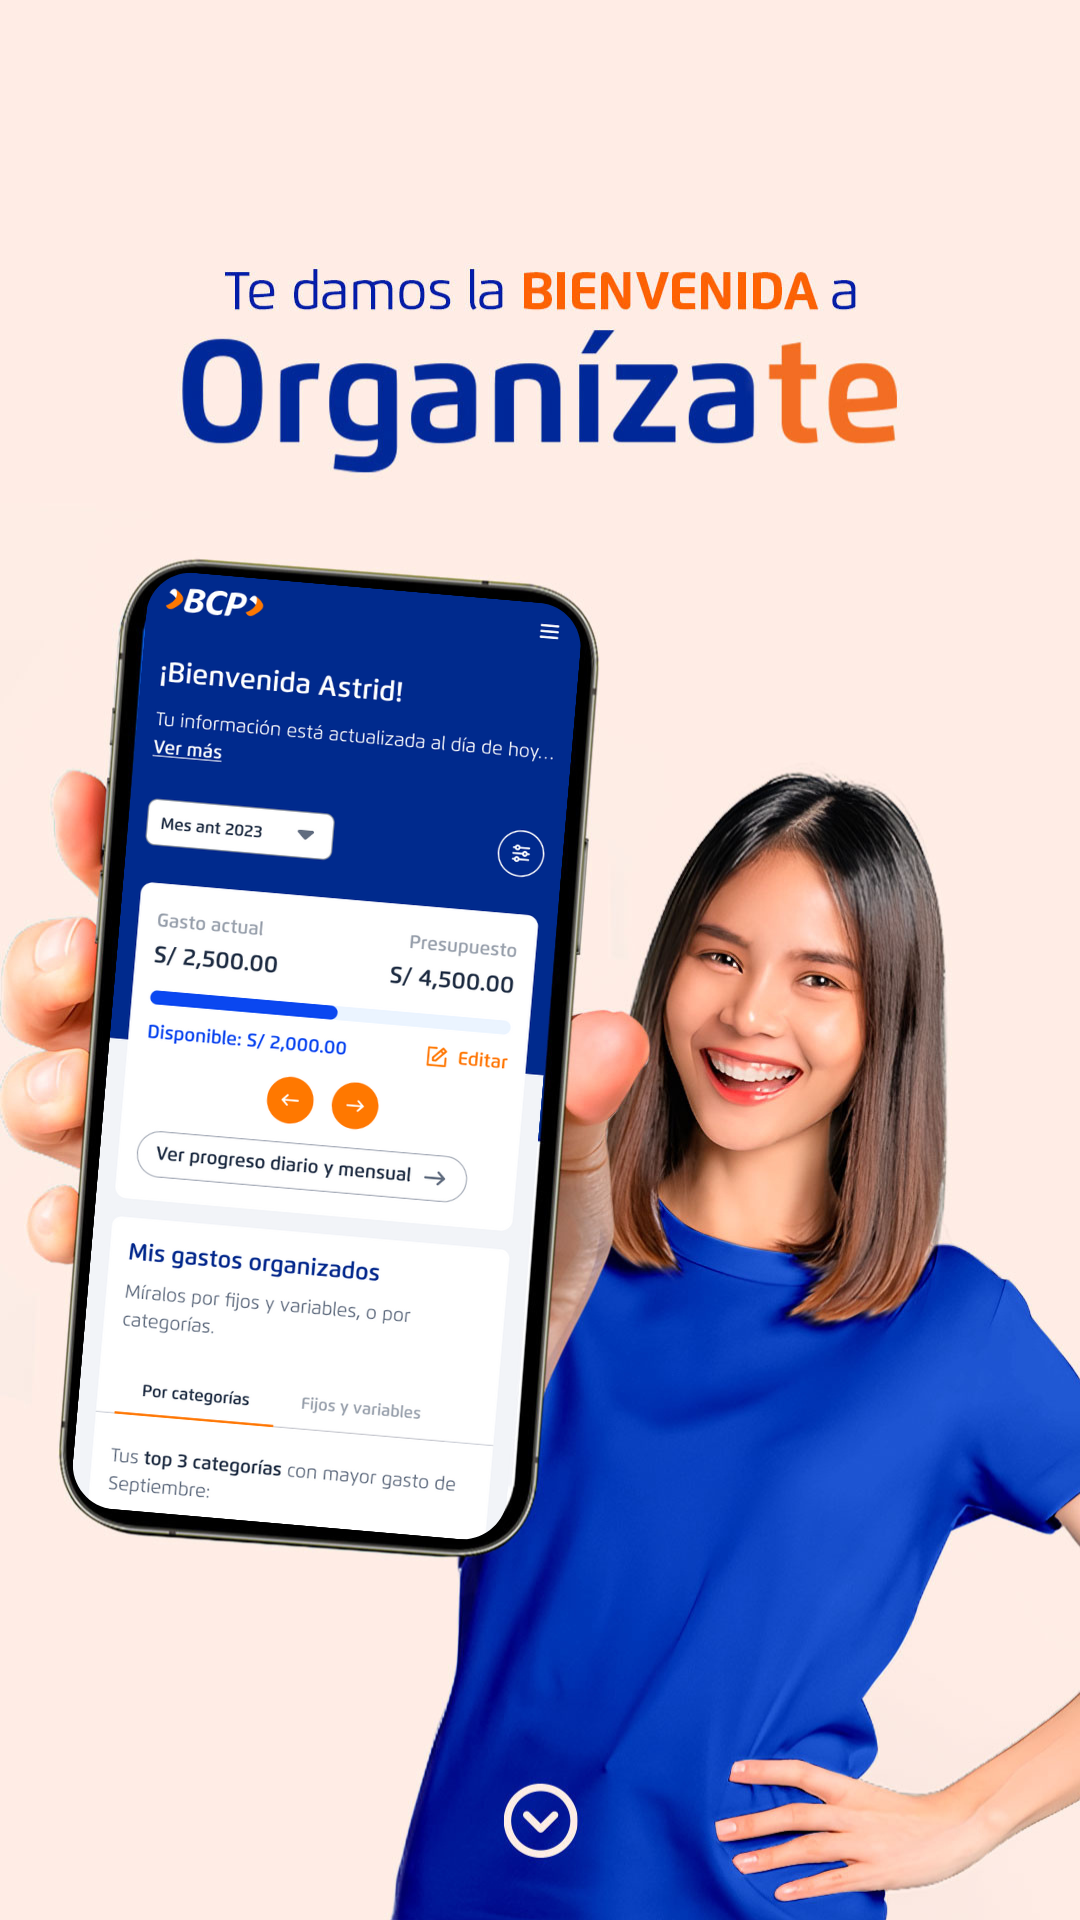 Te damos la BIENVENIDA a
Organízate
BCP
¡Bienvenida Astrid!
Tu información está actualizada al día de hoy...
Ver más
Mes ant 2023
Gasto actual
Presupuesto
S/ 2,500.00
S/ 4,500.00
Disponible: S/ 2,000.00
Editar
Ver progreso diario y mensual
Mis gastos organizados
Míralos por fijos y variables, o por
categorías.
Por categorías
Fijos y variables
Tus top 3 categorías con mayor gasto de
Septiembre: